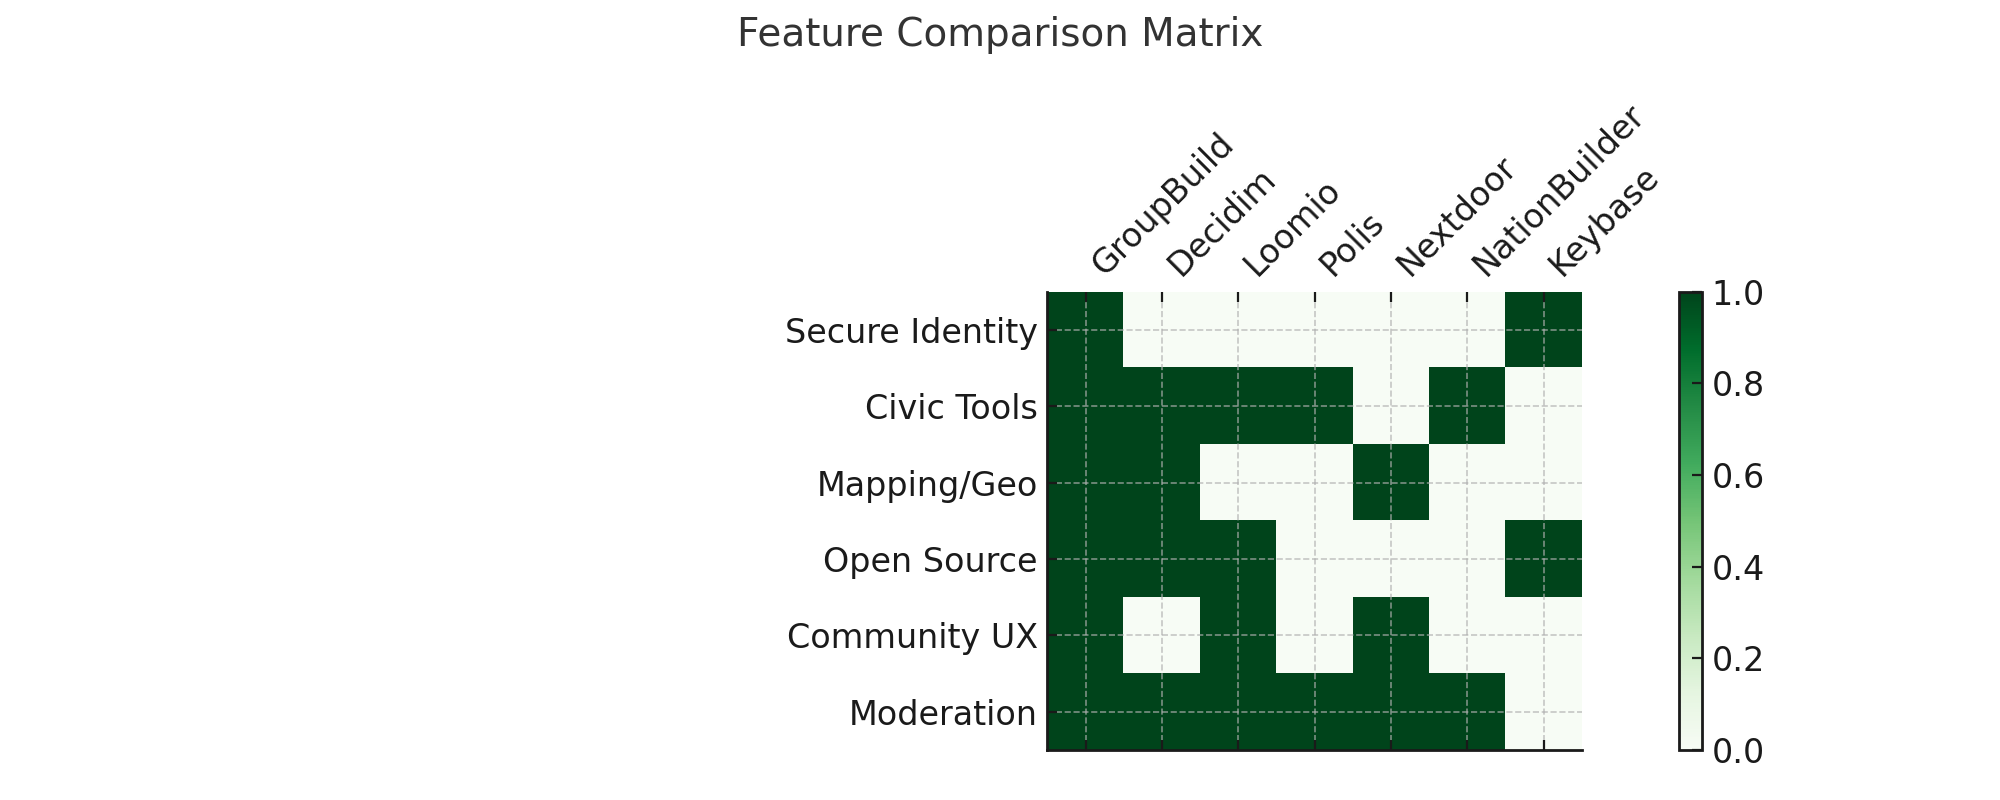 Feature Comparison Matrix
GroupBuild
Decidim
Loomio
Polis
Nextdoor
NationBuilder
Keybase
Secure Identity
Civic Tools
Mapping/Geo
Open Source
Community UX
Moderation
1.0
0.8
0.6
0.4
0.2
0.0